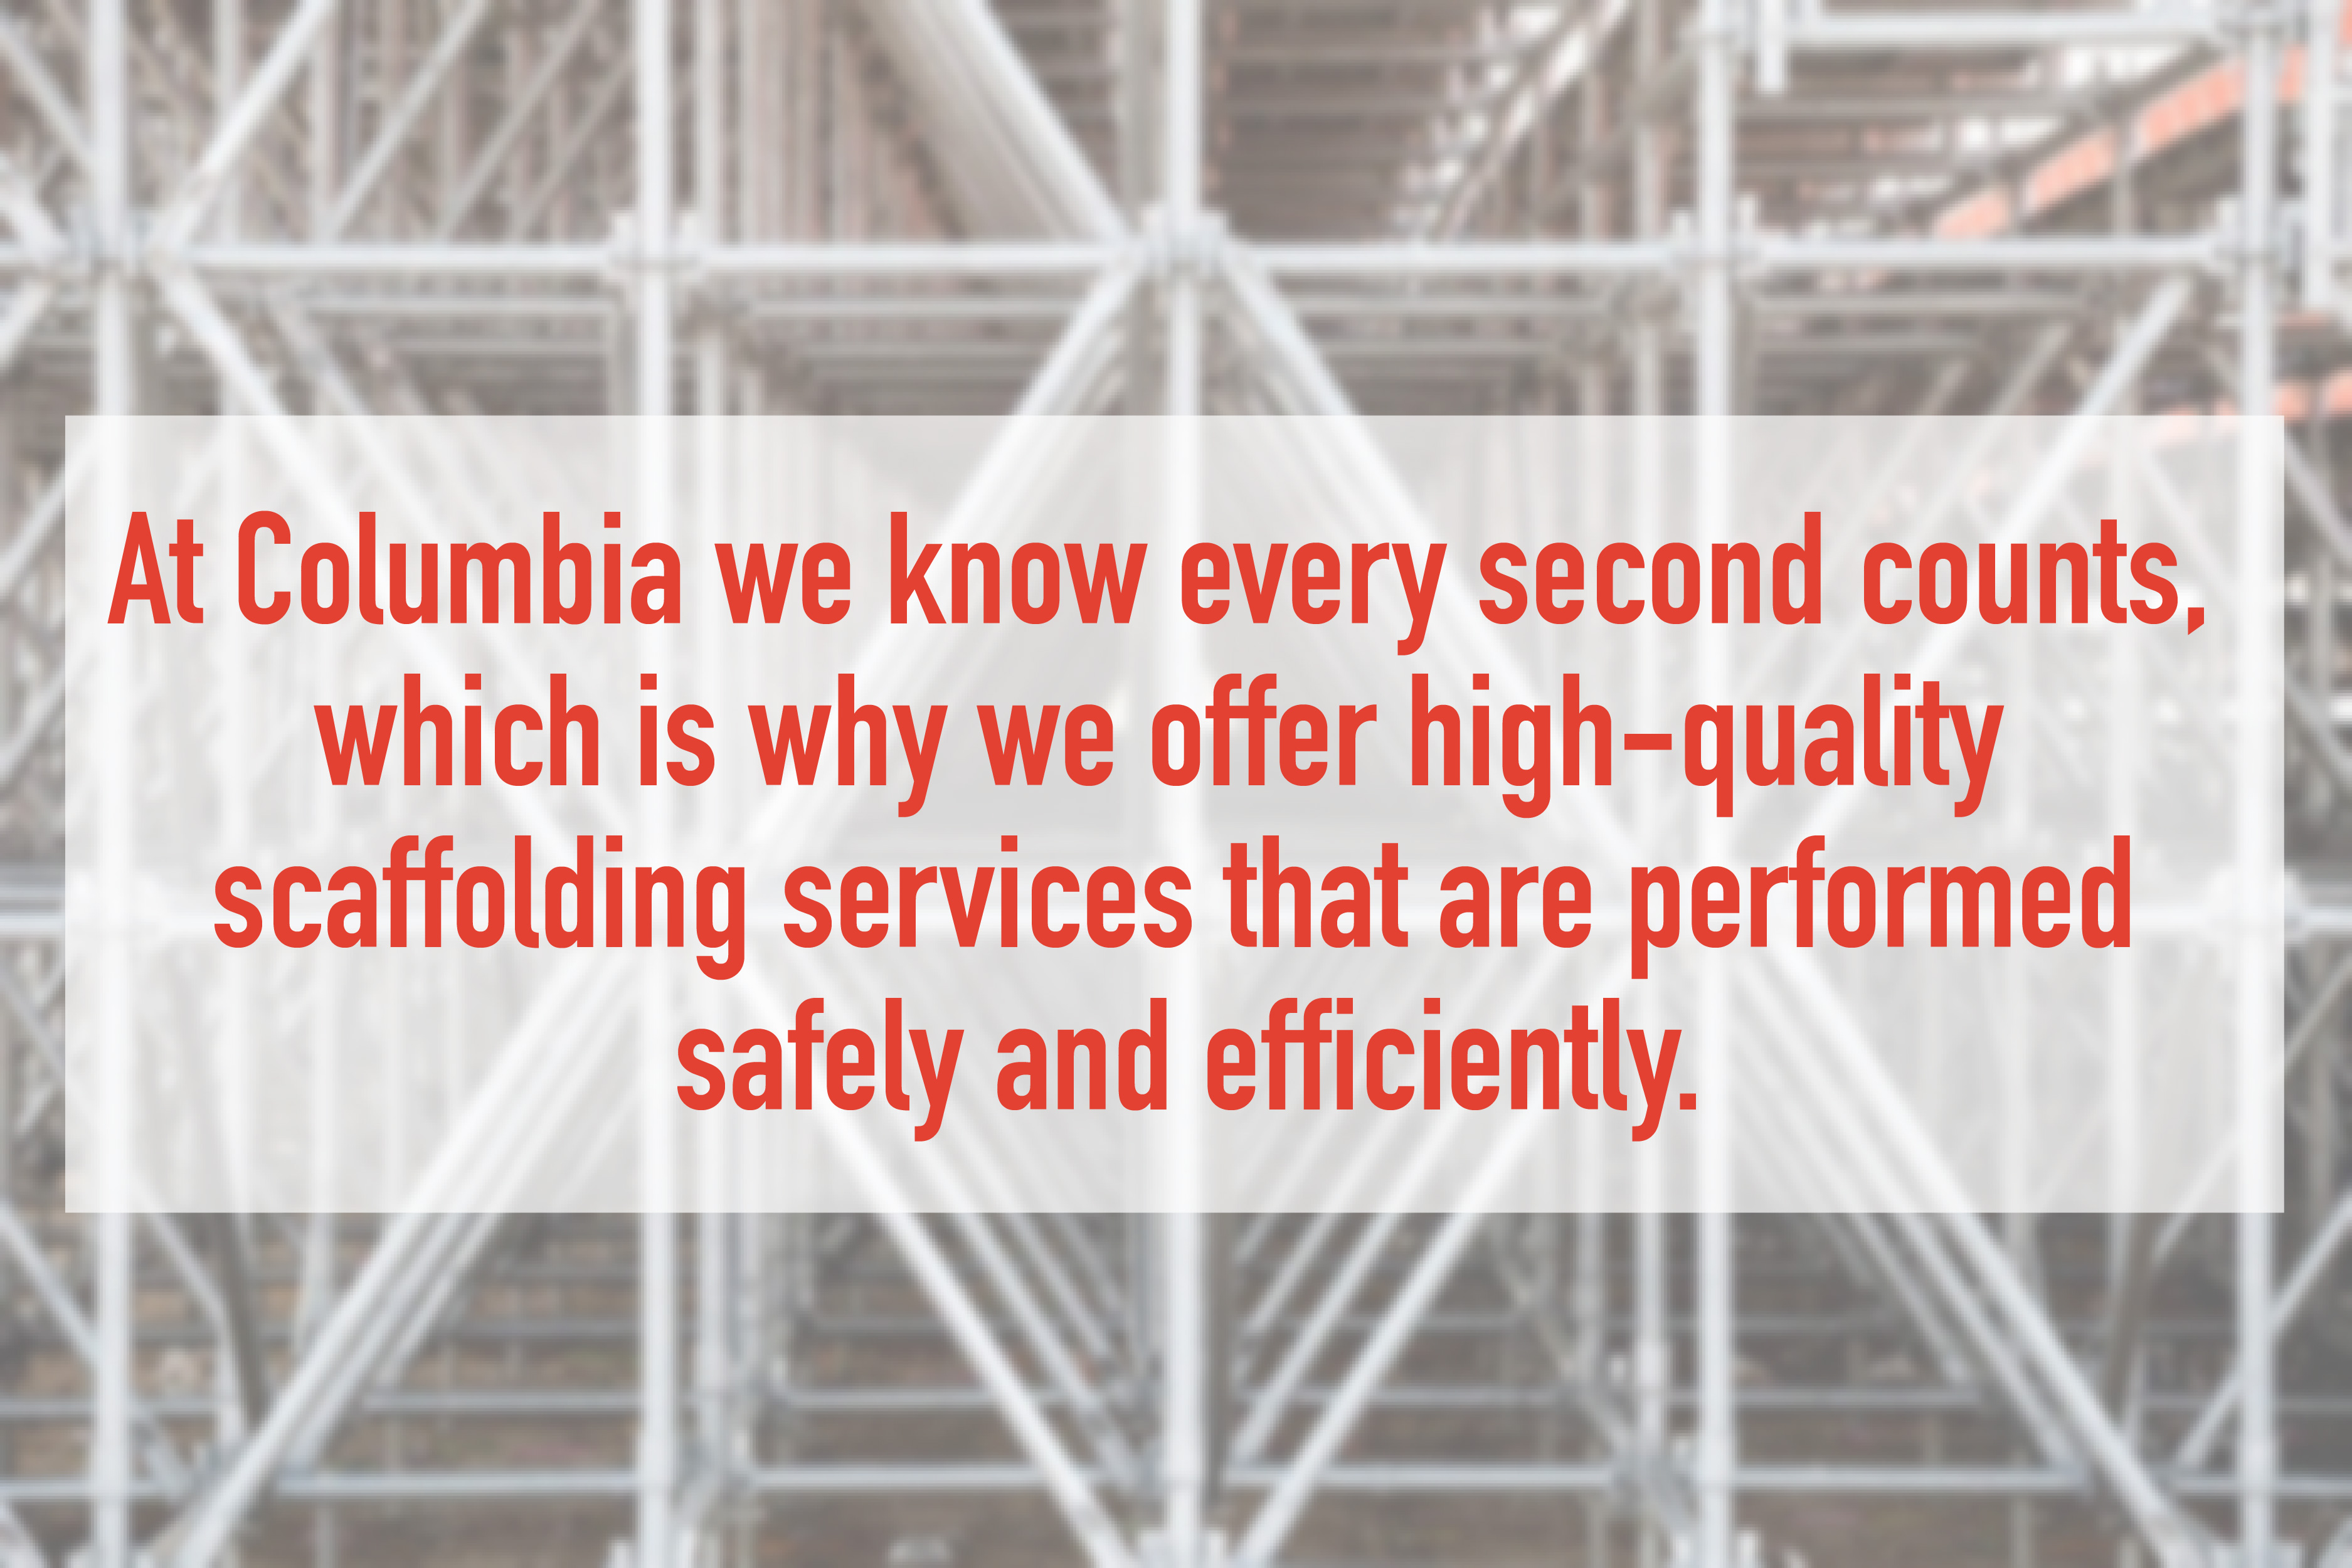 At Columbia we know every second counts,
which is why we offer high-quality
scaffolding services that are performed
safely and efficiently.